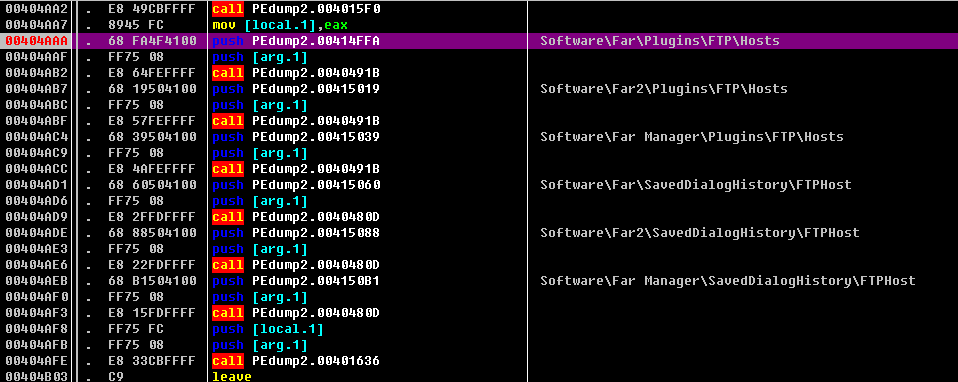 00404AA2 . E8 49CBFFFF call PEdump2.004015F0
00404AA7 . 8945 FC mov [local.1],eax
00404AAA . 68 FA4F4100 push PEdump2.00414FFA Software\Far\Plugins\FTP\Hosts
00404AAF . FF75 08 push [arg.1]
00404AB2 . E8 64FEFFFF call PEdump2.0040491B
00404AB7 . 68 19504100 push PEdump2.00415019 Software\Far2\Plugins\FTP\Hosts
00404ABC . FF75 08 push [arg.1]
00404ABF . E8 57FEFFFF call PEdump2.0040491B
00404AC4 . 68 39504100 push PEdump2.00415039 Software\Far Manager\Plugins\FTP\Hosts
00404AC9 . FF75 08 push [arg.1]
00404ACC . E8 4AFEFFFF call PEdump2.0040491B
00404AD1 . 68 60504100 push PEdump2.00415060 Software\Far\SavedDialogHistory\FTPHost
00404AD6 . FF75 08 push [arg.1]
00404AD9 . E8 2FFDFFFF call PEdump2.0040480D
00404ADE . 68 88504100 push PEdump2.00415088 Software\Far2\SavedDialogHistory\FTPHost
00404AE3 . FF75 08 push [arg.1]
00404AE6 . E8 22FDFFFF call PEdump2.0040480D
00404AEB . 68 B1504100 push PEdump2.004150B1 Software\Far Manager\SavedDialogHistory\FTPHost
00404AF0 . FF75 08 push [arg.1]
00404AF3 . E8 15FDFFFF call PEdump2.0040480D
00404AF8 . FF75 FC push [local.1]
00404AFB . FF75 08 push [arg.1]
00404AFE . E8 33CBFFFF call PEdump2.00401636
00404B03 . C9 leave